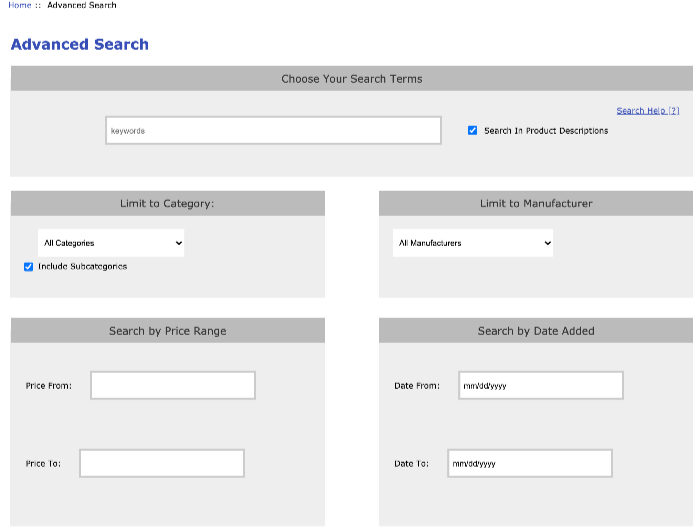 Home :: Advanced Search
Advanced Search
Choose Your Search Terms
Search Help [?]
keywords
Search In Product Descriptions
Limit to Category:
All Categories
Include Subcategories
Limit to Manufacturer
All Manufacturers
Search by Price Range
Price From:
Price To:
Search by Date Added
Date From: mm/dd/yyyy
Date To: mm/dd/yyyy